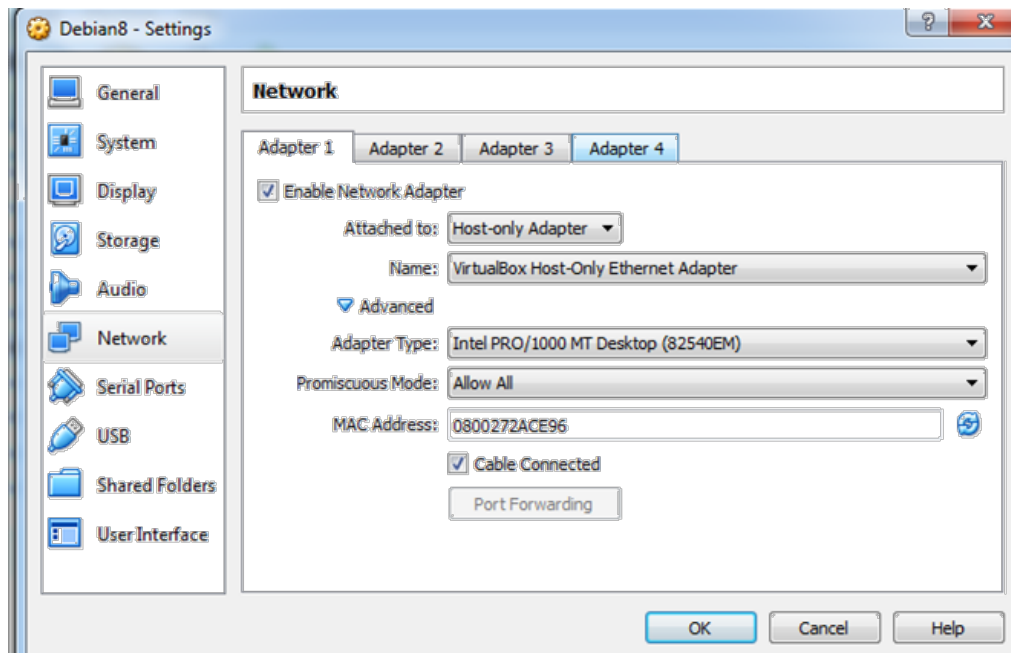 Debian8 - Settings
General
System
Display
Storage
Audio
Network
Serial Ports
USB
Shared Folders
User Interface
Network
Adapter 1 Adapter 2 Adapter 3 Adapter 4
Enable Network Adapter
Attached to: Host-only Adapter
Name: VirtualBox Host-Only Ethernet Adapter
Advanced
Adapter Type: Intel PRO/1000 MT Desktop (82540EM)
Promiscuous Mode: Allow All
MAC Address: 0800272ACE96
Cable Connected
Port Forwarding
OK Cancel Help